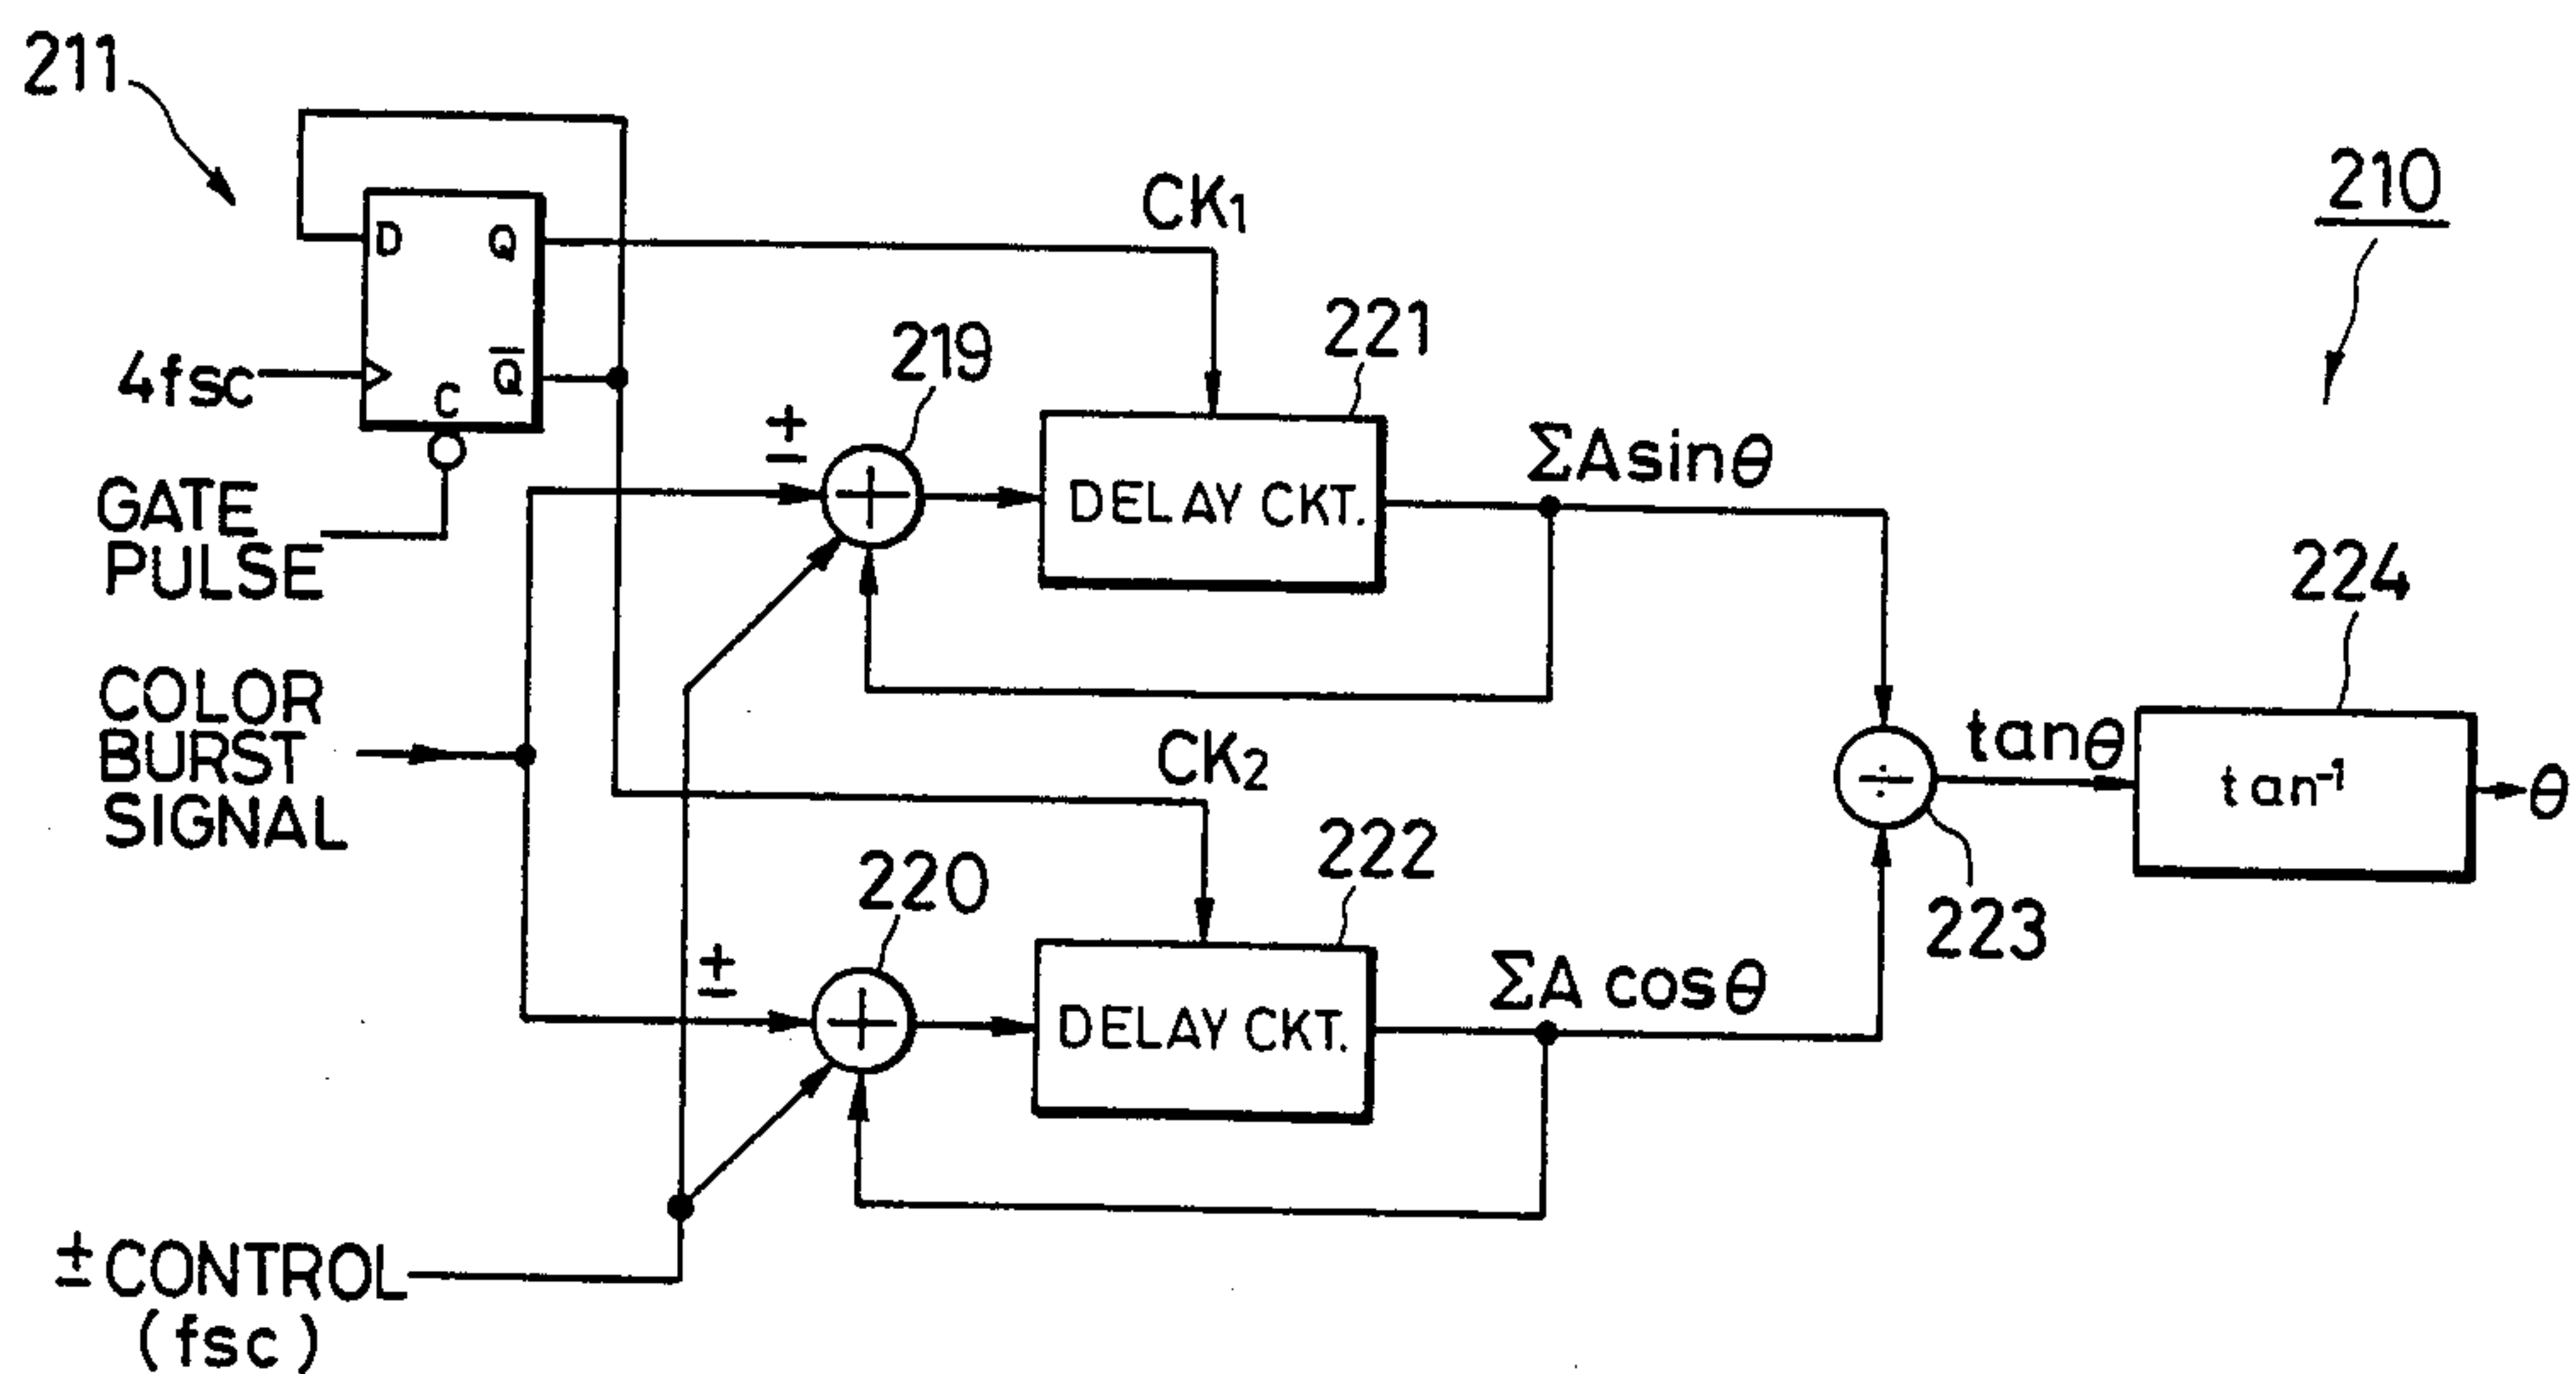 211
210
D Q
CK₁
4fsc
C Q̅
219
221
±
+
DELAY CKT.
ΣAsinθ
GATE
PULSE
224
COLOR
BURST
SIGNAL
CK₂
÷
tanθ
tan⁻¹
θ
220
222
223
±
+
DELAY CKT.
ΣA cosθ
±CONTROL
(fsc)